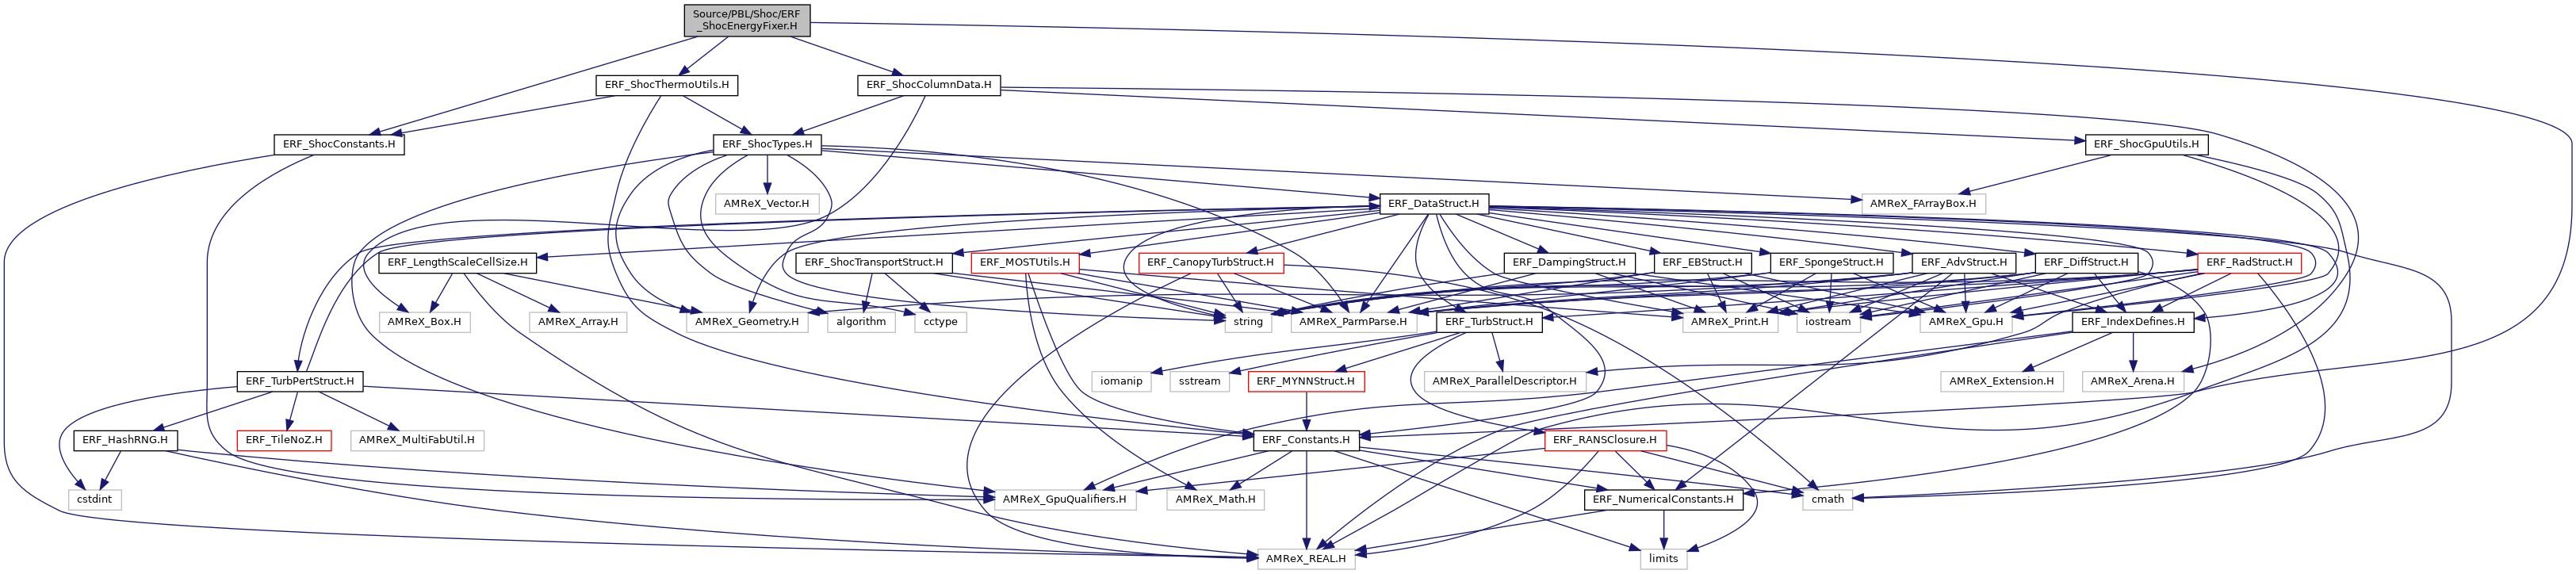 Source/PBL/Shoc/ERF
_ShocEnergyFixer.H
ERF_ShocThermoUtils.H
ERF_ShocColumnData.H
ERF_ShocConstants.H
ERF_ShocTypes.H
ERF_ShocGpuUtils.H
AMReX_Vector.H
ERF_DataStruct.H
AMReX_FArrayBox.H
ERF_LengthScaleCellSize.H
ERF_ShocTransportStruct.H
ERF_MOSTUtils.H
ERF_CanopyTurbStruct.H
ERF_DampingStruct.H
ERF_EBStruct.H
ERF_SpongeStruct.H
ERF_AdvStruct.H
ERF_DiffStruct.H
ERF_RadStruct.H
AMReX_Box.H
AMReX_Array.H
AMReX_Geometry.H
algorithm
cctype
string
AMReX_ParmParse.H
ERF_TurbStruct.H
AMReX_Print.H
iostream
AMReX_Gpu.H
ERF_IndexDefines.H
ERF_TurbPertStruct.H
iomanip
sstream
ERF_MYNNStruct.H
AMReX_ParallelDescriptor.H
AMReX_Extension.H
AMReX_Arena.H
ERF_HashRNG.H
ERF_TileNoZ.H
AMReX_MultiFabUtil.H
ERF_Constants.H
ERF_RANSClosure.H
cstdint
AMReX_GpuQualifiers.H
AMReX_Math.H
ERF_NumericalConstants.H
cmath
AMReX_REAL.H
limits